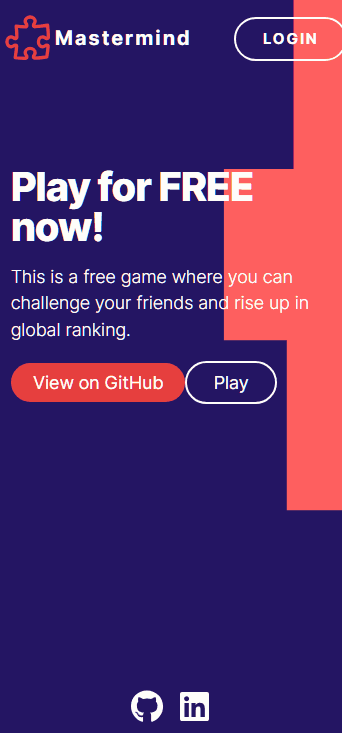 Mastermind
LOGIN
Play for FREE
now!
This is a free game where you can
challenge your friends and rise up in
global ranking.
View on GitHub
Play
in